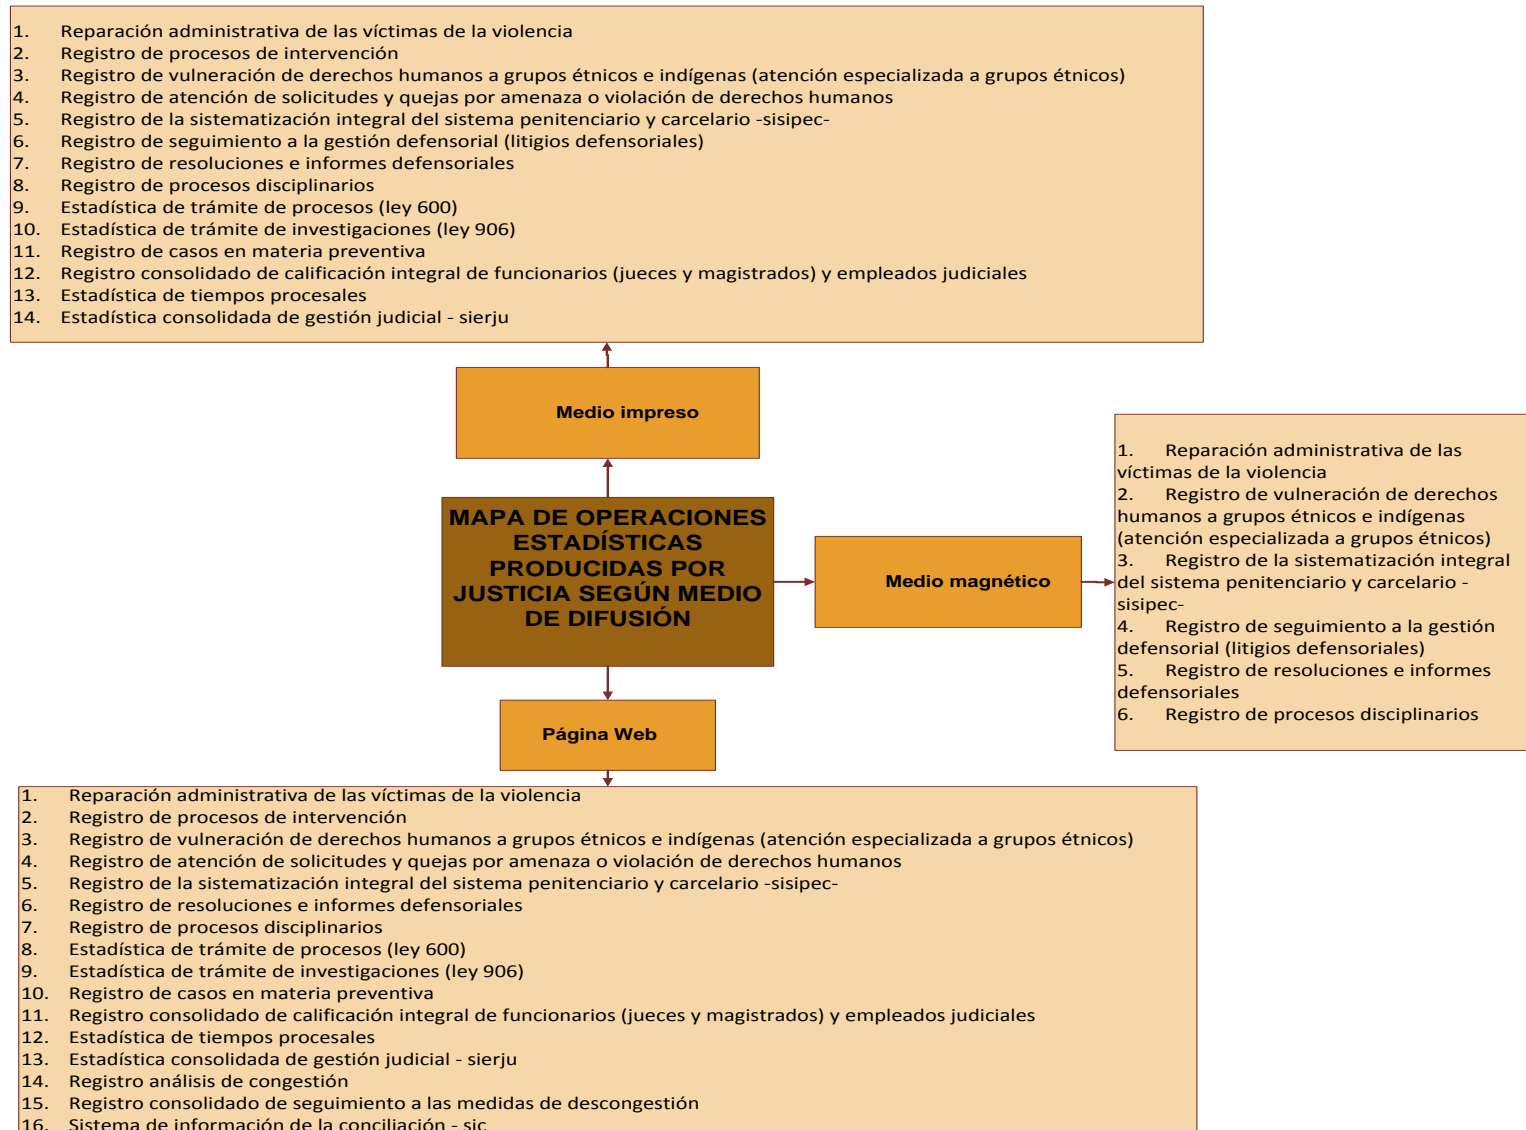 1. Reparación administrativa de las víctimas de la violencia
2. Registro de procesos de intervención
3. Registro de vulneración de derechos humanos a grupos étnicos e indígenas (atención especializada a grupos étnicos)
4. Registro de atención de solicitudes y quejas por amenaza o violación de derechos humanos
5. Registro de la sistematización integral del sistema penitenciario y carcelario -sisipec-
6. Registro de seguimiento a la gestión defensorial (litigios defensoriales)
7. Registro de resoluciones e informes defensoriales
8. Registro de procesos disciplinarios
9. Estadística de trámite de procesos (ley 600)
10. Estadística de trámite de investigaciones (ley 906)
11. Registro de casos en materia preventiva
12. Registro consolidado de calificación integral de funcionarios (jueces y magistrados) y empleados judiciales
13. Estadística de tiempos procesales
14. Estadística consolidada de gestión judicial - sierju
Medio impreso
MAPA DE OPERACIONES
ESTADÍSTICAS
PRODUCIDAS POR
JUSTICIA SEGÚN MEDIO
DE DIFUSIÓN
Medio magnético
1. Reparación administrativa de las
víctimas de la violencia
2. Registro de vulneración de derechos
humanos a grupos étnicos e indígenas
(atención especializada a grupos étnicos)
3. Registro de la sistematización integral
del sistema penitenciario y carcelario -
sisipec-
4. Registro de seguimiento a la gestión
defensorial (litigios defensoriales)
5. Registro de resoluciones e informes
defensoriales
6. Registro de procesos disciplinarios
Página Web
1. Reparación administrativa de las víctimas de la violencia
2. Registro de procesos de intervención
3. Registro de vulneración de derechos humanos a grupos étnicos e indígenas (atención especializada a grupos étnicos)
4. Registro de atención de solicitudes y quejas por amenaza o violación de derechos humanos
5. Registro de la sistematización integral del sistema penitenciario y carcelario -sisipec-
6. Registro de resoluciones e informes defensoriales
7. Registro de procesos disciplinarios
8. Estadística de trámite de procesos (ley 600)
9. Estadística de trámite de investigaciones (ley 906)
10. Registro de casos en materia preventiva
11. Registro consolidado de calificación integral de funcionarios (jueces y magistrados) y empleados judiciales
12. Estadística de tiempos procesales
13. Estadística consolidada de gestión judicial - sierju
14. Registro análisis de congestión
15. Registro consolidado de seguimiento a las medidas de descongestión
16. Sistema de información de la conciliación - sic